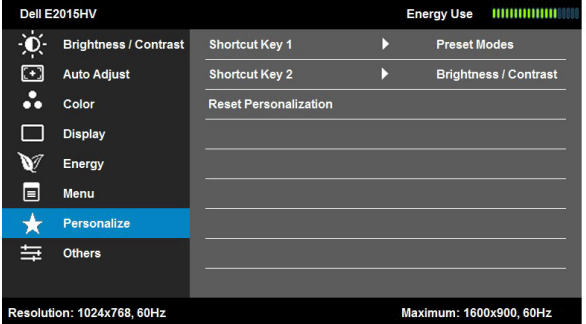 Dell E2015HV Energy Use
Brightness / Contrast Shortcut Key 1 Preset Modes
Auto Adjust Shortcut Key 2 Brightness / Contrast
Color Reset Personalization
Display
Energy
Menu
Personalize
Others
Resolution: 1024x768, 60Hz Maximum: 1600x900, 60Hz